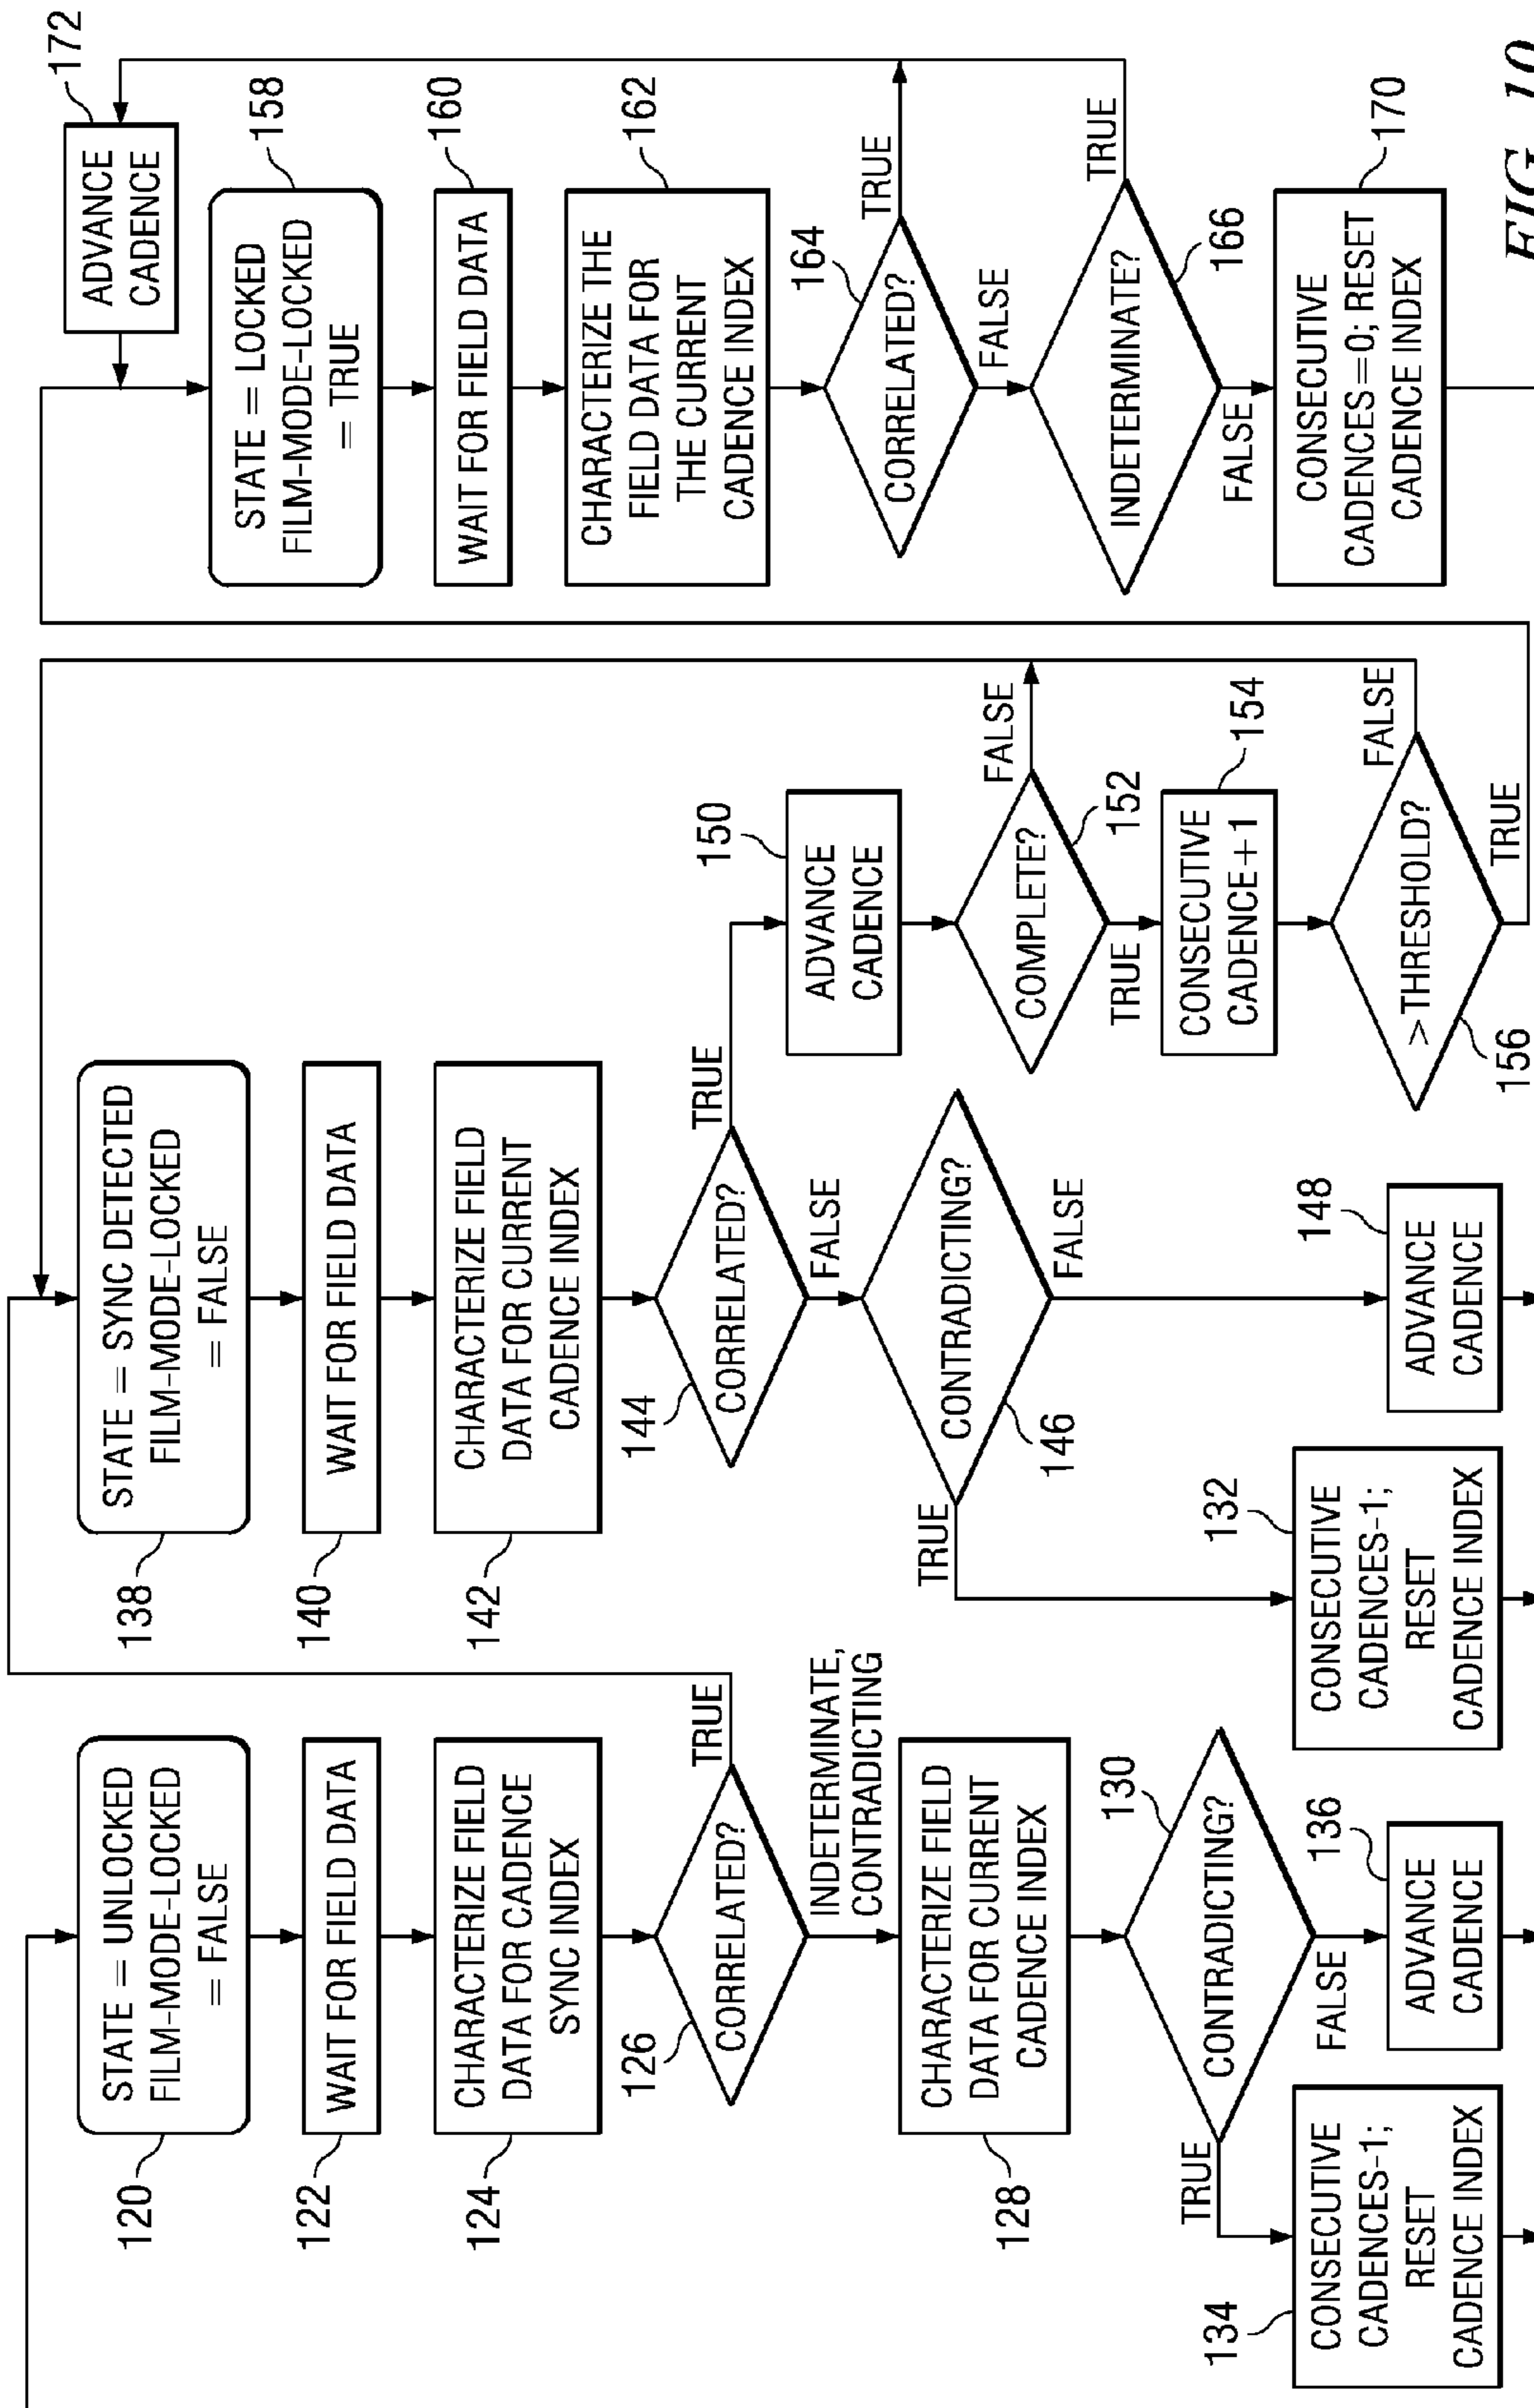 120
STATE = UNLOCKED
FILM-MODE-LOCKED
= FALSE
122
WAIT FOR FIELD DATA
124
CHARACTERIZE FIELD
DATA FOR CADENCE
SYNC INDEX
126
CORRELATED?
TRUE
INDETERMINATE,
CONTRADICTING
128
CHARACTERIZE FIELD
DATA FOR CURRENT
CADENCE INDEX
130
CONTRADICTING?
TRUE
FALSE
134
CONSECUTIVE
CADENCES-1;
RESET
CADENCE INDEX
136
ADVANCE
CADENCE
138
STATE = SYNC DETECTED
FILM-MODE-LOCKED
= FALSE
140
WAIT FOR FIELD DATA
142
CHARACTERIZE FIELD
DATA FOR CURRENT
CADENCE INDEX
144
CORRELATED?
TRUE
FALSE
CONTRADICTING?
146
TRUE
FALSE
132
CONSECUTIVE
CADENCES-1;
RESET
CADENCE INDEX
148
ADVANCE
CADENCE
150
ADVANCE
CADENCE
COMPLETE?
FALSE
152
TRUE
154
CONSECUTIVE
CADENCE+1
>THRESHOLD?
FALSE
156
TRUE
172
ADVANCE
CADENCE
158
STATE = LOCKED
FILM-MODE-LOCKED
= TRUE
160
WAIT FOR FIELD DATA
162
CHARACTERIZE THE
FIELD DATA FOR
THE CURRENT
CADENCE INDEX
164
CORRELATED?
TRUE
FALSE
INDETERMINATE?
TRUE
166
FALSE
170
CONSECUTIVE
CADENCES=0; RESET
CADENCE INDEX
FIG. 10